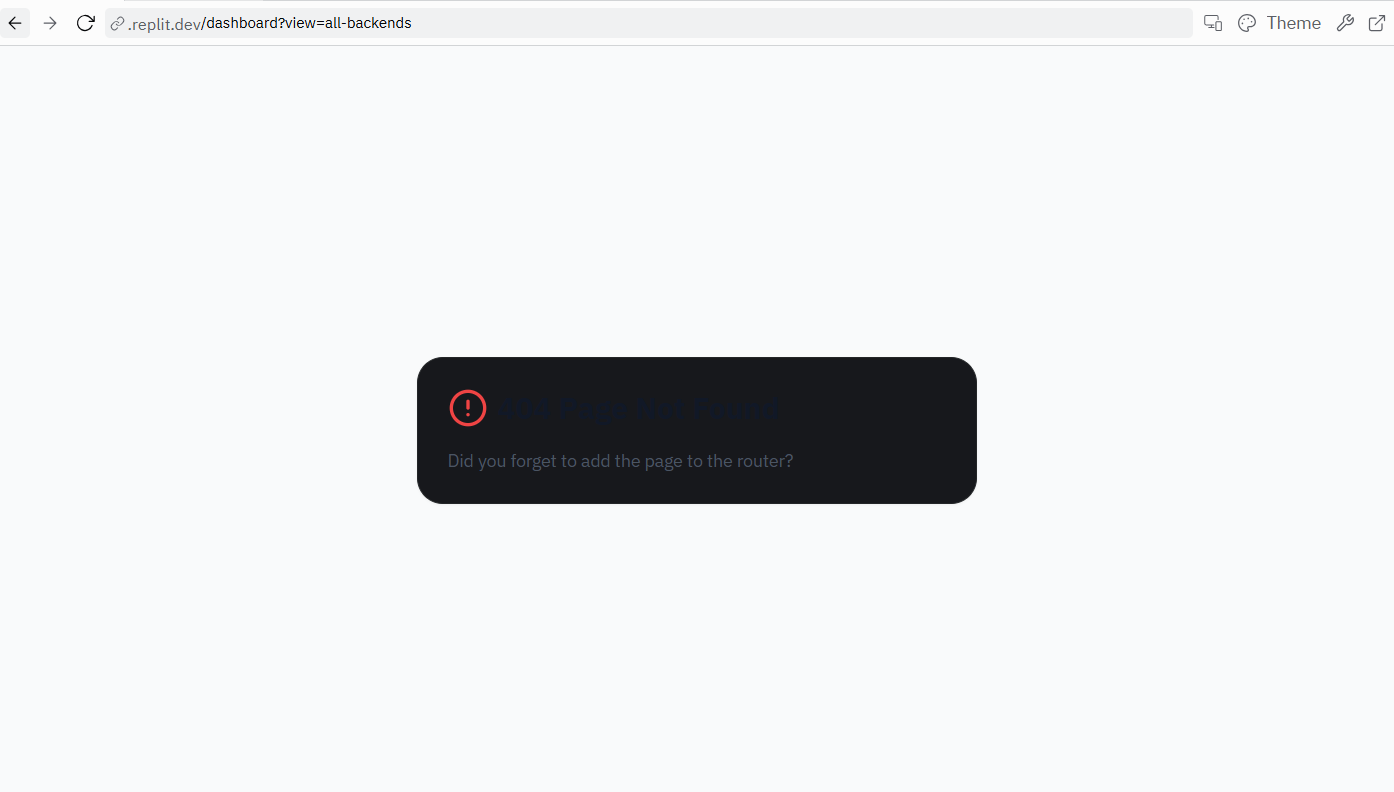 .replit.dev/dashboard?view=all-backends
Theme
404 Page Not Found
Did you forget to add the page to the router?